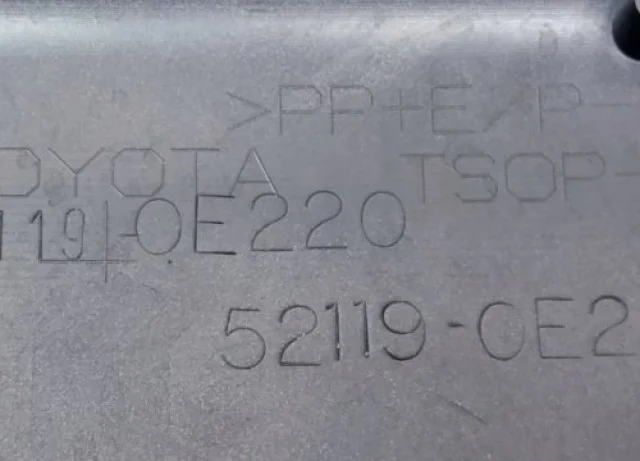 >PP+E/P-
OYOTA TSOP-
119-0E220
52119-0E2